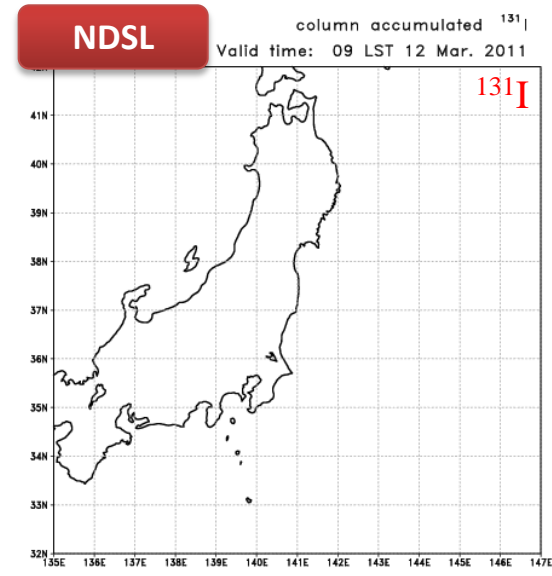 NDSL
column accumulated ¹³¹I
Valid time: 09 LST 12 Mar. 2011
¹³¹I
42N
41N
40N
39N
38N
37N
36N
35N
34N
33N
32N
135E 136E 137E 138E 139E 140E 141E 142E 143E 144E 145E 146E 147E